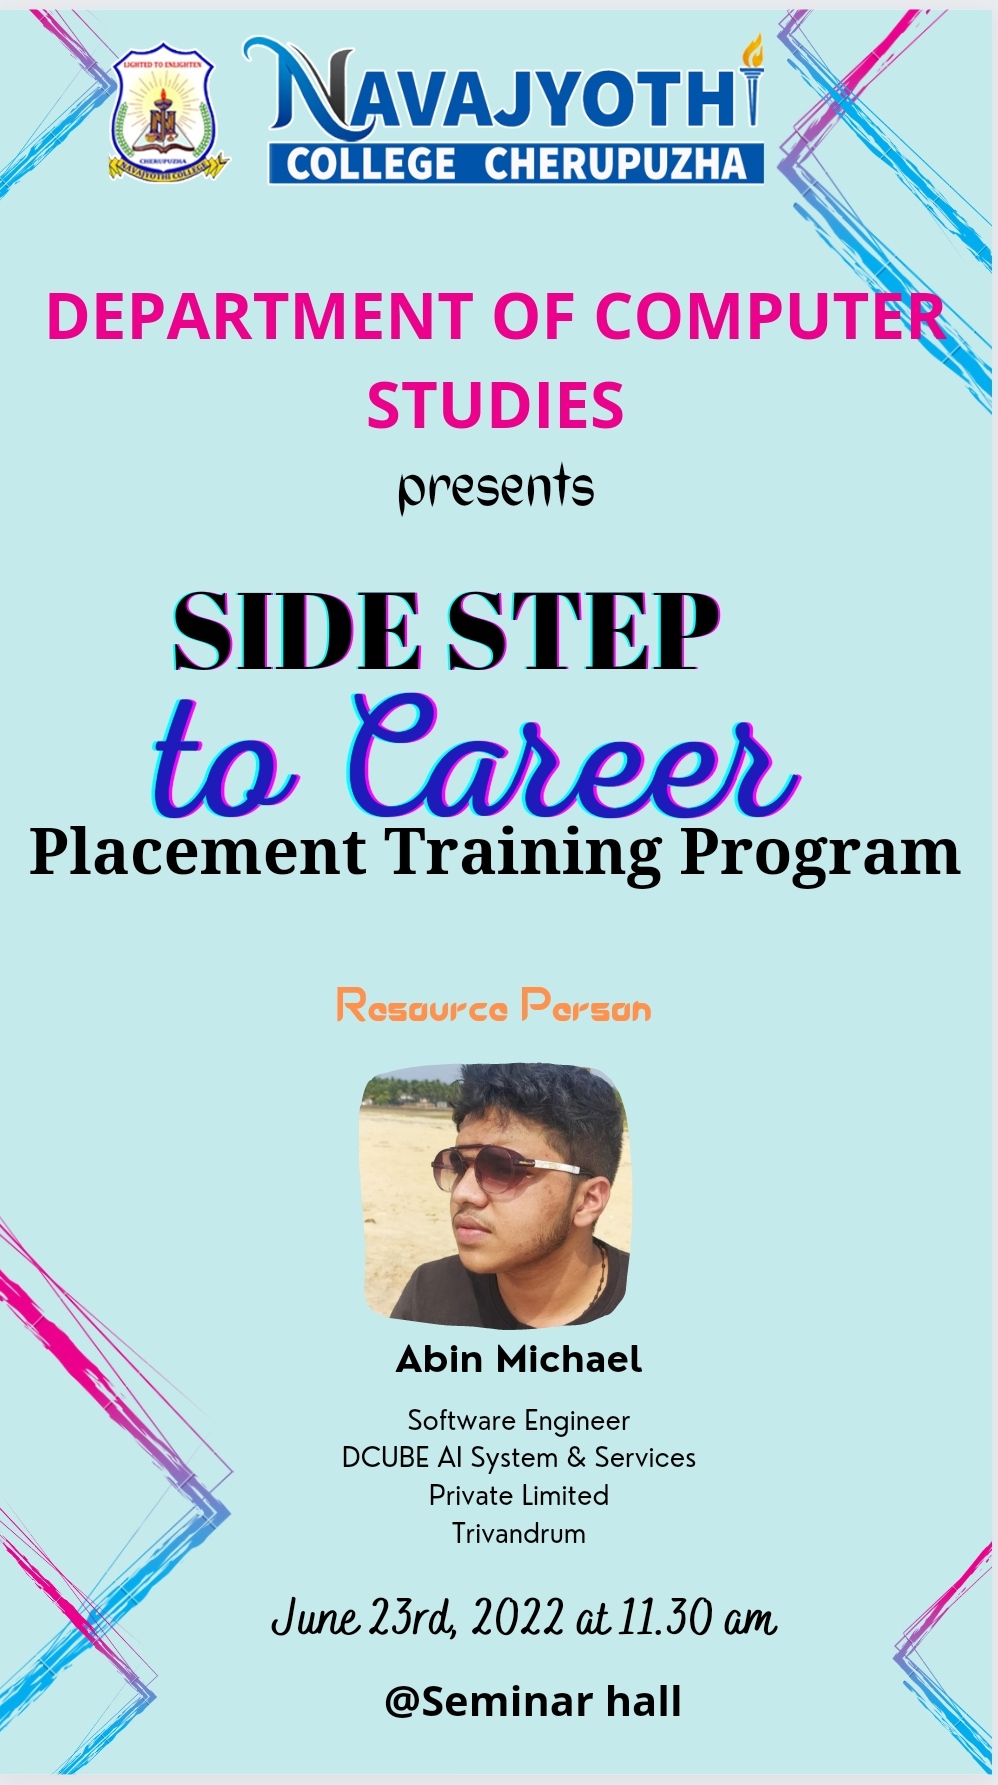 LIGHTED TO ENLIGHTEN
CHERUPUZHA
NAVAJYOTHI COLLEGE
NAVAJYOTHI
COLLEGE CHERUPUZHA
DEPARTMENT OF COMPUTER
STUDIES
presents
SIDE STEP
to Career
Placement Training Program
Resource Person
Abin Michael
Software Engineer
DCUBE AI System & Services
Private Limited
Trivandrum
June 23rd, 2022 at 11.30 am
@Seminar hall